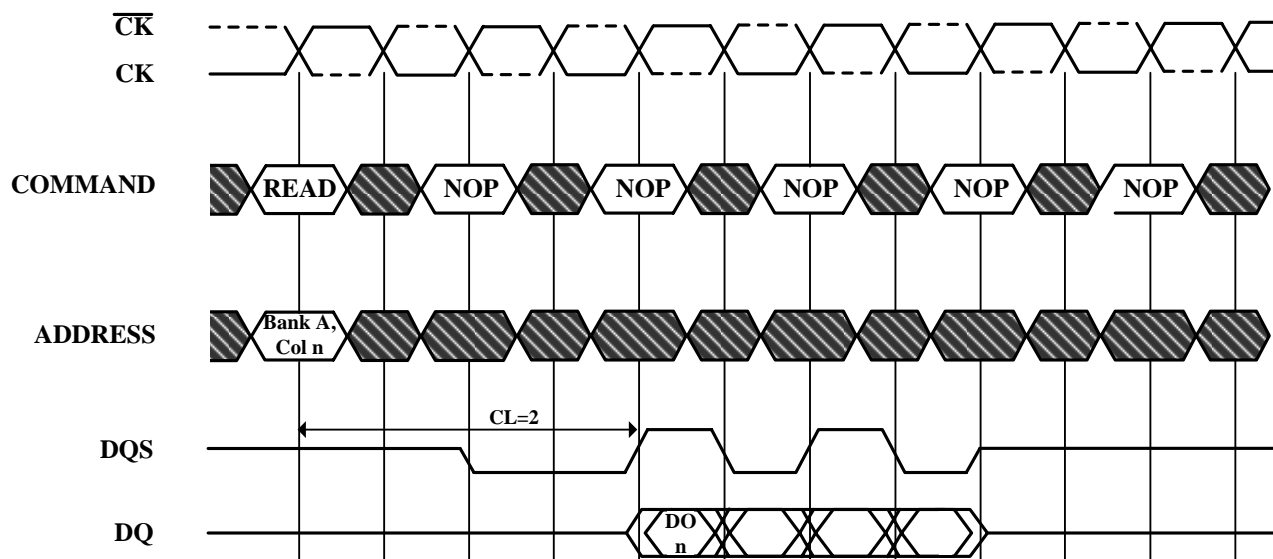 CK
CK
COMMAND
READ
NOP
NOP
NOP
NOP
NOP
ADDRESS
Bank A,
Col n
CL=2
DQS
DQ
DO
n